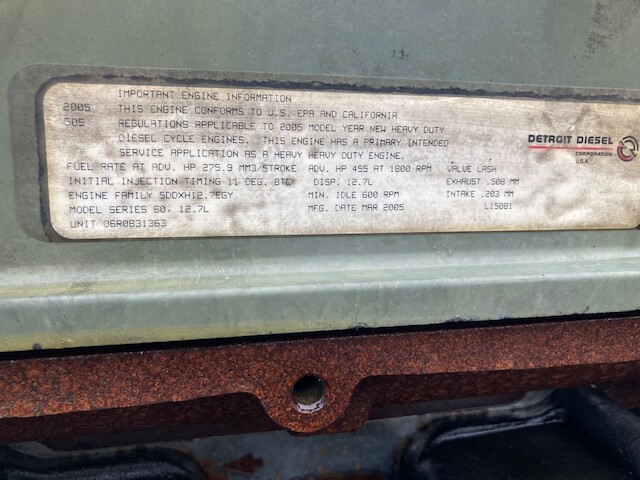 IMPORTANT ENGINE INFORMATION
2005 THIS ENGINE CONFORMS TO U.S. EPA AND CALIFORNIA
G05 REGULATIONS APPLICABLE TO 2005 MODEL YEAR NEW HEAVY DUTY
DIESEL CYCLE ENGINES. THIS ENGINE HAS A PRIMARY INTENDED
SERVICE APPLICATION AS A HEAVY HEAVY DUTY ENGINE.
FUEL RATE AT ADV. HP 275.9 MM3/STROKE ADV. HP 455 AT 1800 RPM VALVE LASH
INITIAL INJECTION TIMING 11 DEG. BTC DISP. 12.7L EXHAUST .508 MM
ENGINE FAMILY 5DDXH12.7EGY MIN. IDLE 600 RPM INTAKE .203 MM
MODEL SERIES 60, 12.7L MFG. DATE MAR 2005 L15081
UNIT 06R0831363
DETROIT DIESEL
CORPORATION
U.S.A.